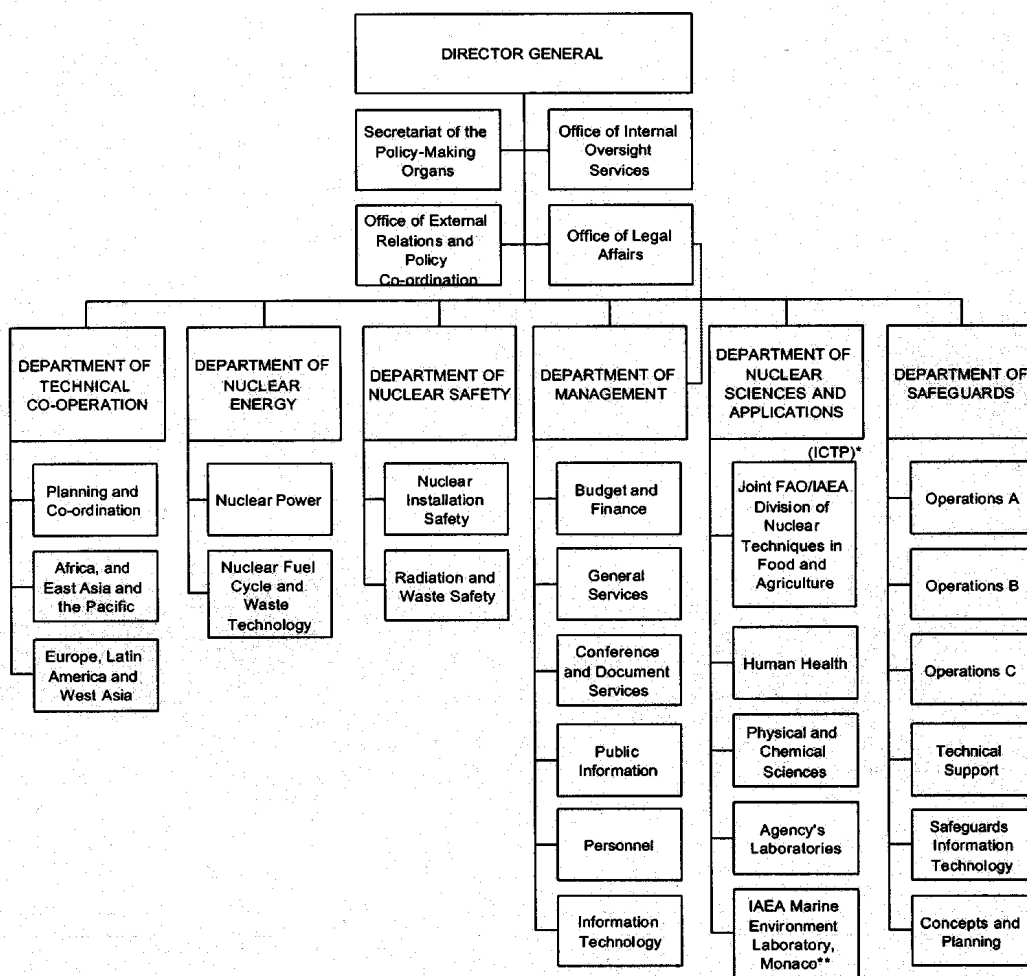 DIRECTOR GENERAL
Secretariat of the
Policy-Making
Organs
Office of Internal
Oversight
Services
Office of External
Relations and
Policy
Co-ordination
Office of Legal
Affairs
DEPARTMENT OF
TECHNICAL
CO-OPERATION
Planning and
Co-ordination
Africa, and
East Asia and
the Pacific
Europe, Latin
America and
West Asia
DEPARTMENT OF
NUCLEAR
ENERGY
Nuclear Power
Nuclear Fuel
Cycle and
Waste
Technology
DEPARTMENT OF
NUCLEAR SAFETY
Nuclear
Installation
Safety
Radiation and
Waste Safety
DEPARTMENT OF
MANAGEMENT
Budget and
Finance
General
Services
Conference
and Document
Services
Public
Information
Personnel
Information
Technology
DEPARTMENT OF
NUCLEAR
SCIENCES AND
APPLICATIONS
(ICTP)*
Joint FAO/IAEA
Division of
Nuclear
Techniques in
Food and
Agriculture
Human Health
Physical and
Chemical
Sciences
Agency's
Laboratories
IAEA Marine
Environment
Laboratory,
Monaco**
DEPARTMENT OF
SAFEGUARDS
Operations A
Operations B
Operations C
Technical
Support
Safeguards
Information
Technology
Concepts and
Planning